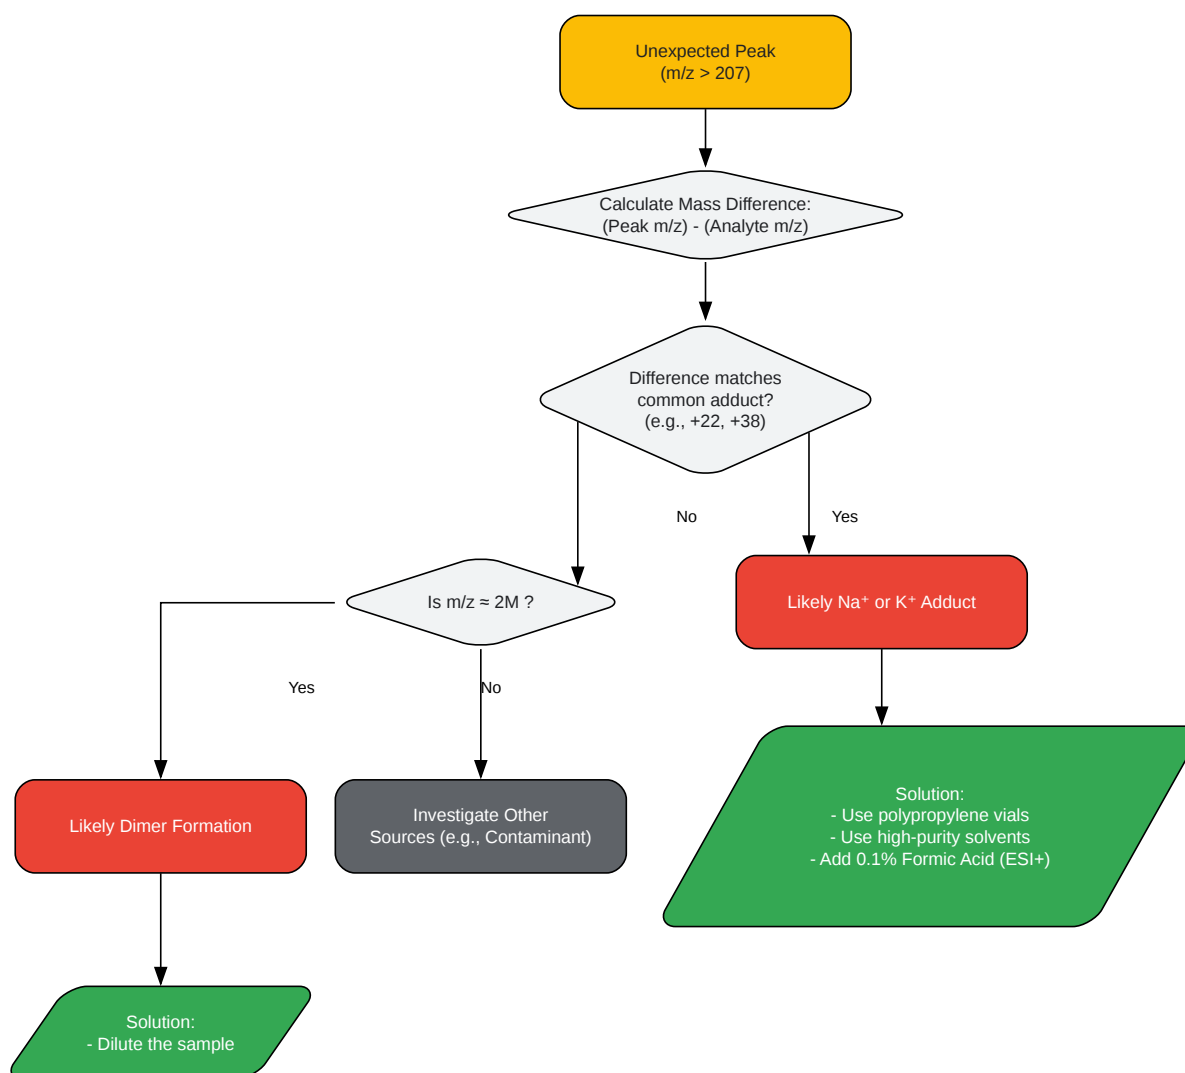 Unexpected Peak
(m/z > 207)
Calculate Mass Difference:
(Peak m/z) - (Analyte m/z)
Difference matches
common adduct?
(e.g., +22, +38)
No
Yes
Is m/z ≈ 2M ?
Likely Na⁺ or K⁺ Adduct
Yes
No
Likely Dimer Formation
Investigate Other
Sources (e.g., Contaminant)
Solution:
- Use polypropylene vials
- Use high-purity solvents
- Add 0.1% Formic Acid (ESI+)
Solution:
- Dilute the sample